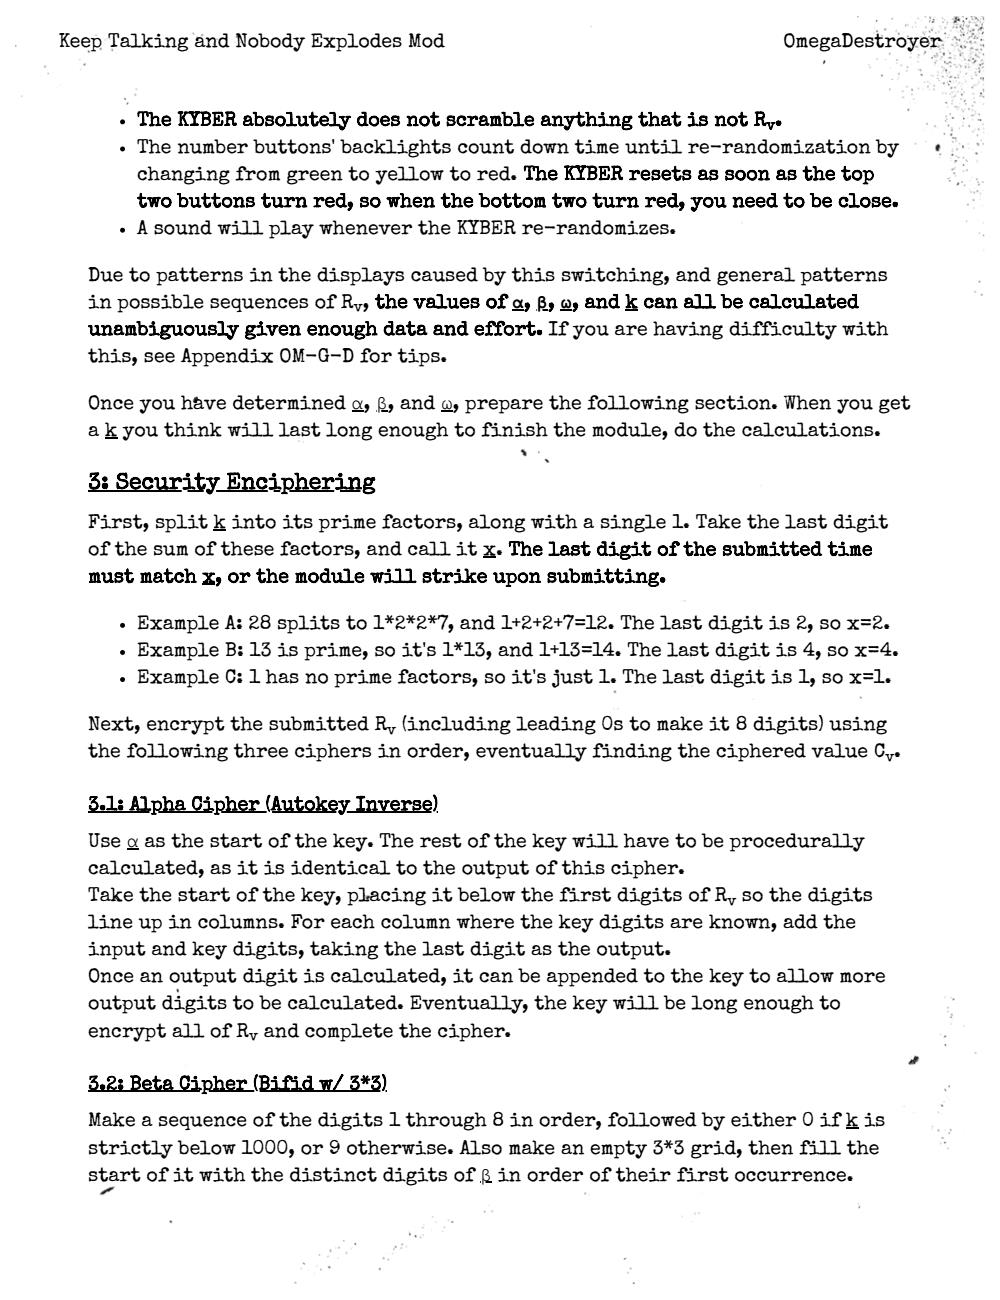 Keep Talking and Nobody Explodes Mod OmegaDestroyer
• The KYBER absolutely does not scramble anything that is not Rᵥ.
• The number buttons' backlights count down time until re-randomization by
changing from green to yellow to red. The KYBER resets as soon as the top
two buttons turn red, so when the bottom two turn red, you need to be close.
• A sound will play whenever the KYBER re-randomizes.
Due to patterns in the displays caused by this switching, and general patterns
in possible sequences of Rᵥ, the values of α, β, ω, and k can all be calculated
unambiguously given enough data and effort. If you are having difficulty with
this, see Appendix OM-G-D for tips.
Once you have determined α, β, and ω, prepare the following section. When you get
a k you think will last long enough to finish the module, do the calculations.
3: Security Enciphering
First, split k into its prime factors, along with a single 1. Take the last digit
of the sum of these factors, and call it x. The last digit of the submitted time
must match x, or the module will strike upon submitting.
• Example A: 28 splits to 1*2*2*7, and 1+2+2+7=12. The last digit is 2, so x=2.
• Example B: 13 is prime, so it's 1*13, and 1+13=14. The last digit is 4, so x=4.
• Example C: 1 has no prime factors, so it's just 1. The last digit is 1, so x=1.
Next, encrypt the submitted Rᵥ (including leading 0s to make it 8 digits) using
the following three ciphers in order, eventually finding the ciphered value Cᵥ.
3.1: Alpha Cipher (Autokey Inverse)
Use α as the start of the key. The rest of the key will have to be procedurally
calculated, as it is identical to the output of this cipher.
Take the start of the key, placing it below the first digits of Rᵥ so the digits
line up in columns. For each column where the key digits are known, add the
input and key digits, taking the last digit as the output.
Once an output digit is calculated, it can be appended to the key to allow more
output digits to be calculated. Eventually, the key will be long enough to
encrypt all of Rᵥ and complete the cipher.
3.2: Beta Cipher (Bifid w/ 3*3)
Make a sequence of the digits 1 through 8 in order, followed by either 0 if k is
strictly below 1000, or 9 otherwise. Also make an empty 3*3 grid, then fill the
start of it with the distinct digits of β in order of their first occurrence.